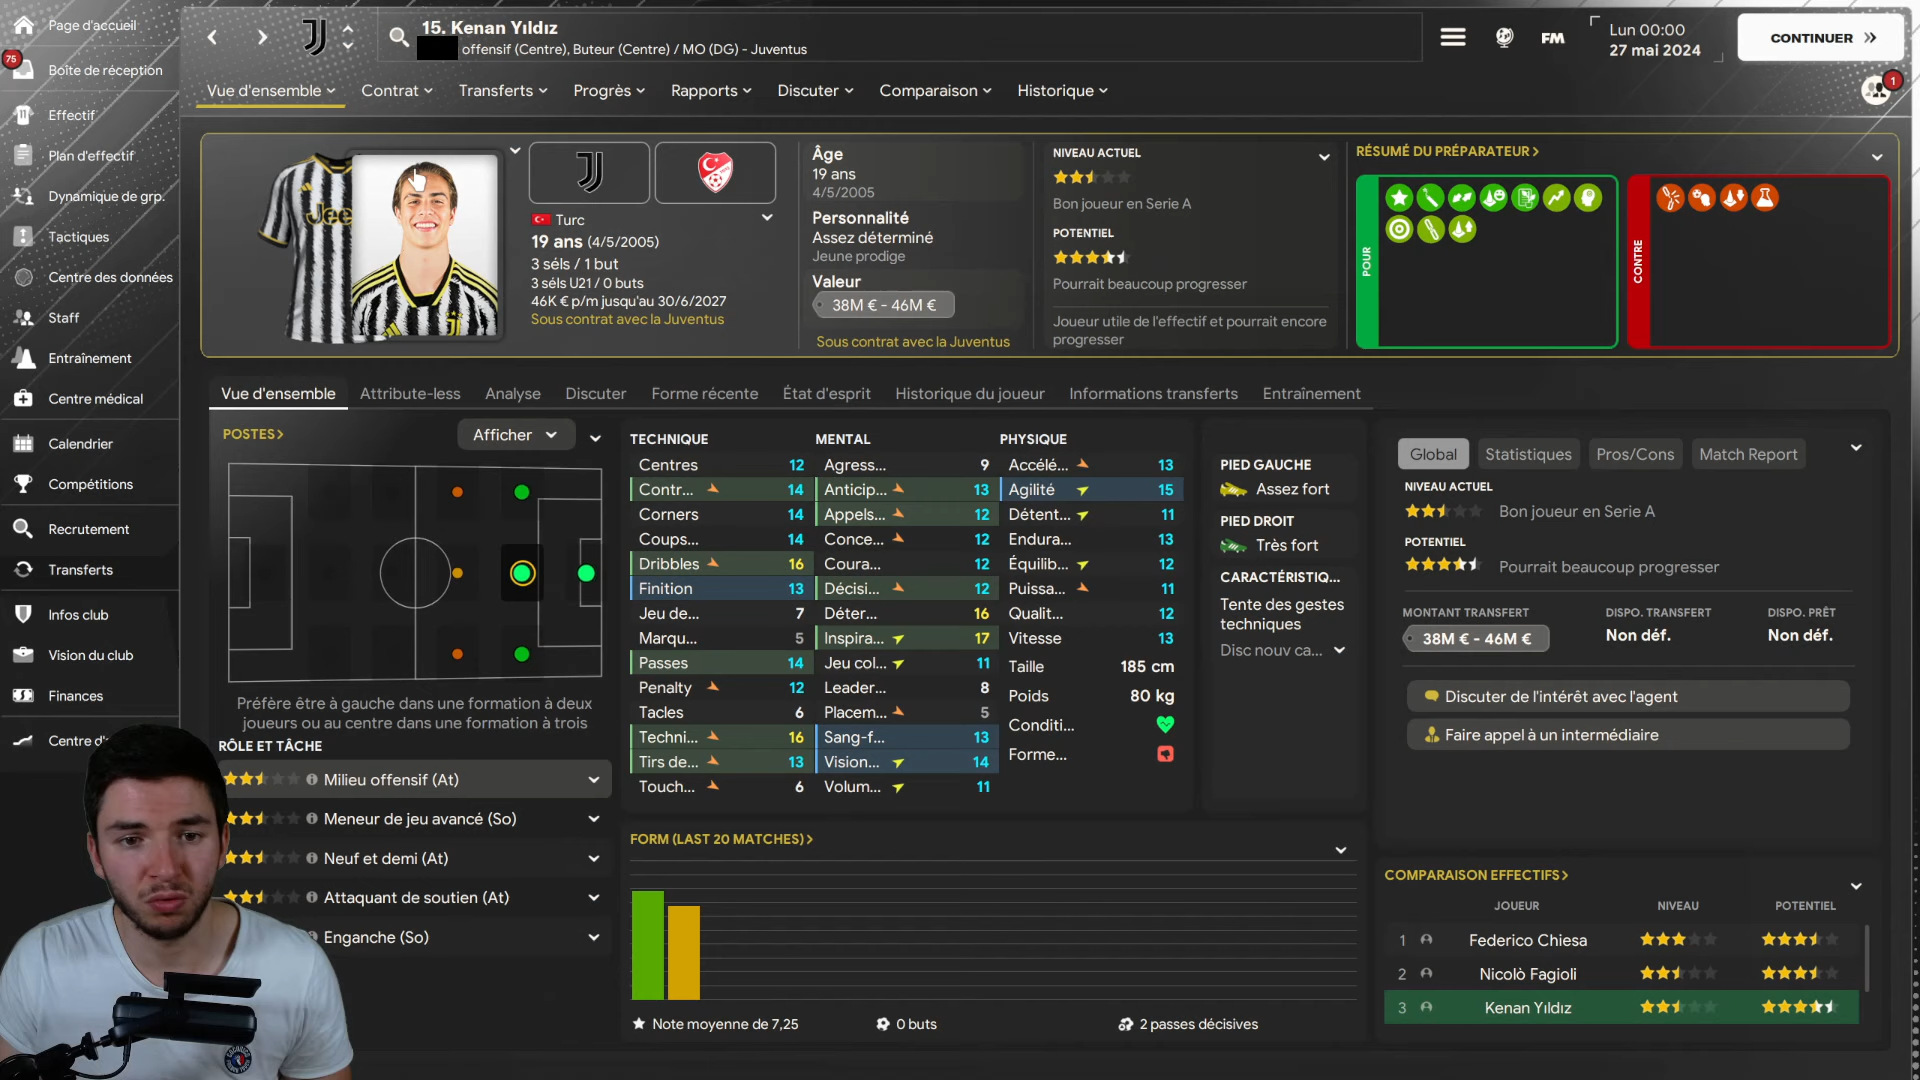 Page d'accueil
75
Boîte de réception
Effectif
Plan d'effectif
Dynamique de grp.
Tactiques
Centre des données
Staff
Entraînement
Centre médical
Calendrier
Compétitions
Recrutement
Transferts
Infos club
Vision du club
Finances
Centre d'
15. Kenan Yıldız
offensif (Centre), Buteur (Centre) / MO (DG) - Juventus
FM
Lun 00:00
27 mai 2024
CONTINUER
1
Vue d'ensemble
Contrat
Transferts
Progrès
Rapports
Discuter
Comparaison
Historique
Jeep
Turc
19 ans (4/5/2005)
3 séls / 1 but
3 séls U21 / 0 buts
46K € p/m jusqu'au 30/6/2027
Sous contrat avec la Juventus
Âge
19 ans
4/5/2005
Personnalité
Assez déterminé
Jeune prodige
Valeur
38M € - 46M €
Sous contrat avec la Juventus
NIVEAU ACTUEL
Bon joueur en Serie A
POTENTIEL
Pourrait beaucoup progresser
Joueur utile de l'effectif et pourrait encore
progresser
RÉSUMÉ DU PRÉPARATEUR >
POUR
CONTRE
Vue d'ensemble
Attribute-less
Analyse
Discuter
Forme récente
État d'esprit
Historique du joueur
Informations transferts
Entraînement
POSTES >
Afficher
Préfère être à gauche dans une formation à deux
joueurs ou au centre dans une formation à trois
RÔLE ET TÂCHE
Milieu offensif (At)
Meneur de jeu avancé (So)
Neuf et demi (At)
Attaquant de soutien (At)
Enganche (So)
TECHNIQUE
Centres 12
Contr... 14
Corners 14
Coups... 14
Dribbles 16
Finition 13
Jeu de... 7
Marqu... 5
Passes 14
Penalty 12
Tacles 6
Techni... 16
Tirs de... 13
Touch... 6
MENTAL
Agress... 9
Anticip... 13
Appels... 12
Conce... 12
Coura... 12
Décisi... 12
Déter... 16
Inspira... 17
Jeu col... 11
Leader... 8
Placem... 5
Sang-f... 13
Vision... 14
Volum... 11
PHYSIQUE
Accélé... 13
Agilité 15
Détent... 11
Endura... 13
Équilib... 12
Puissa... 11
Qualit... 12
Vitesse 13
Taille 185 cm
Poids 80 kg
Conditi...
Forme...
PIED GAUCHE
Assez fort
PIED DROIT
Très fort
CARACTÉRISTIQ...
Tente des gestes
techniques
Disc nouv ca...
Global
Statistiques
Pros/Cons
Match Report
NIVEAU ACTUEL
Bon joueur en Serie A
POTENTIEL
Pourrait beaucoup progresser
MONTANT TRANSFERT
38M € - 46M €
DISPO. TRANSFERT
Non déf.
DISPO. PRÊT
Non déf.
Discuter de l'intérêt avec l'agent
Faire appel à un intermédiaire
FORM (LAST 20 MATCHES) >
Note moyenne de 7,25
0 buts
2 passes décisives
COMPARAISON EFFECTIFS >
JOUEUR NIVEAU POTENTIEL
1 Federico Chiesa
2 Nicolò Fagioli
3 Kenan Yıldız